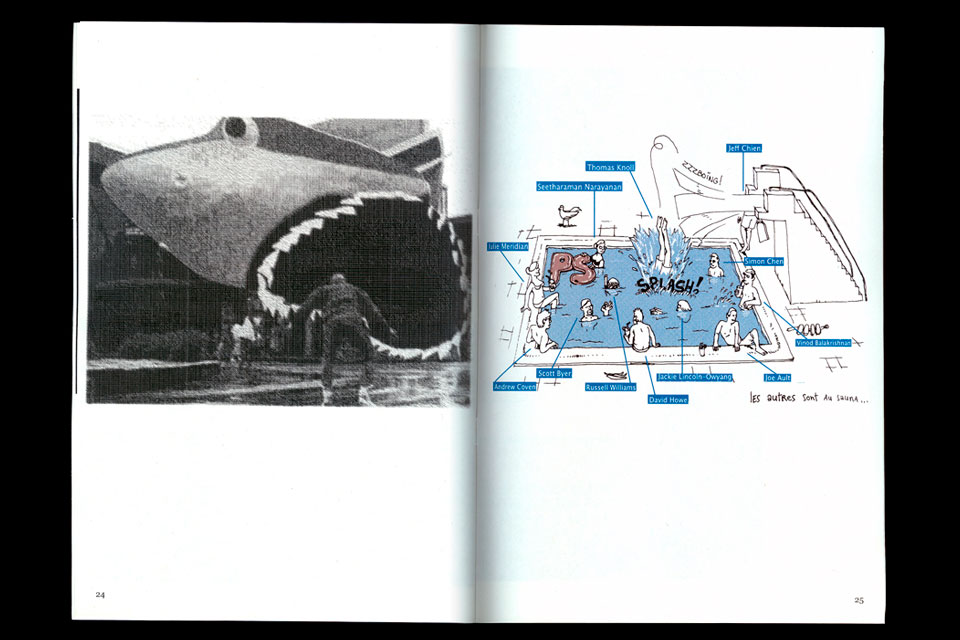 Jeff Chien
ZZZBOÏNG!
Thomas Knoll
Seetharaman Narayanan
Julie Meridian
PS
Simon Chen
SPLASH!
Vinod Balakrishnan
Scott Byer
Jackie Lincoln-Owyang
Joe Ault
Andrew Coven
Russell Williams
David Howe
les autres sont au sauna...
24
25